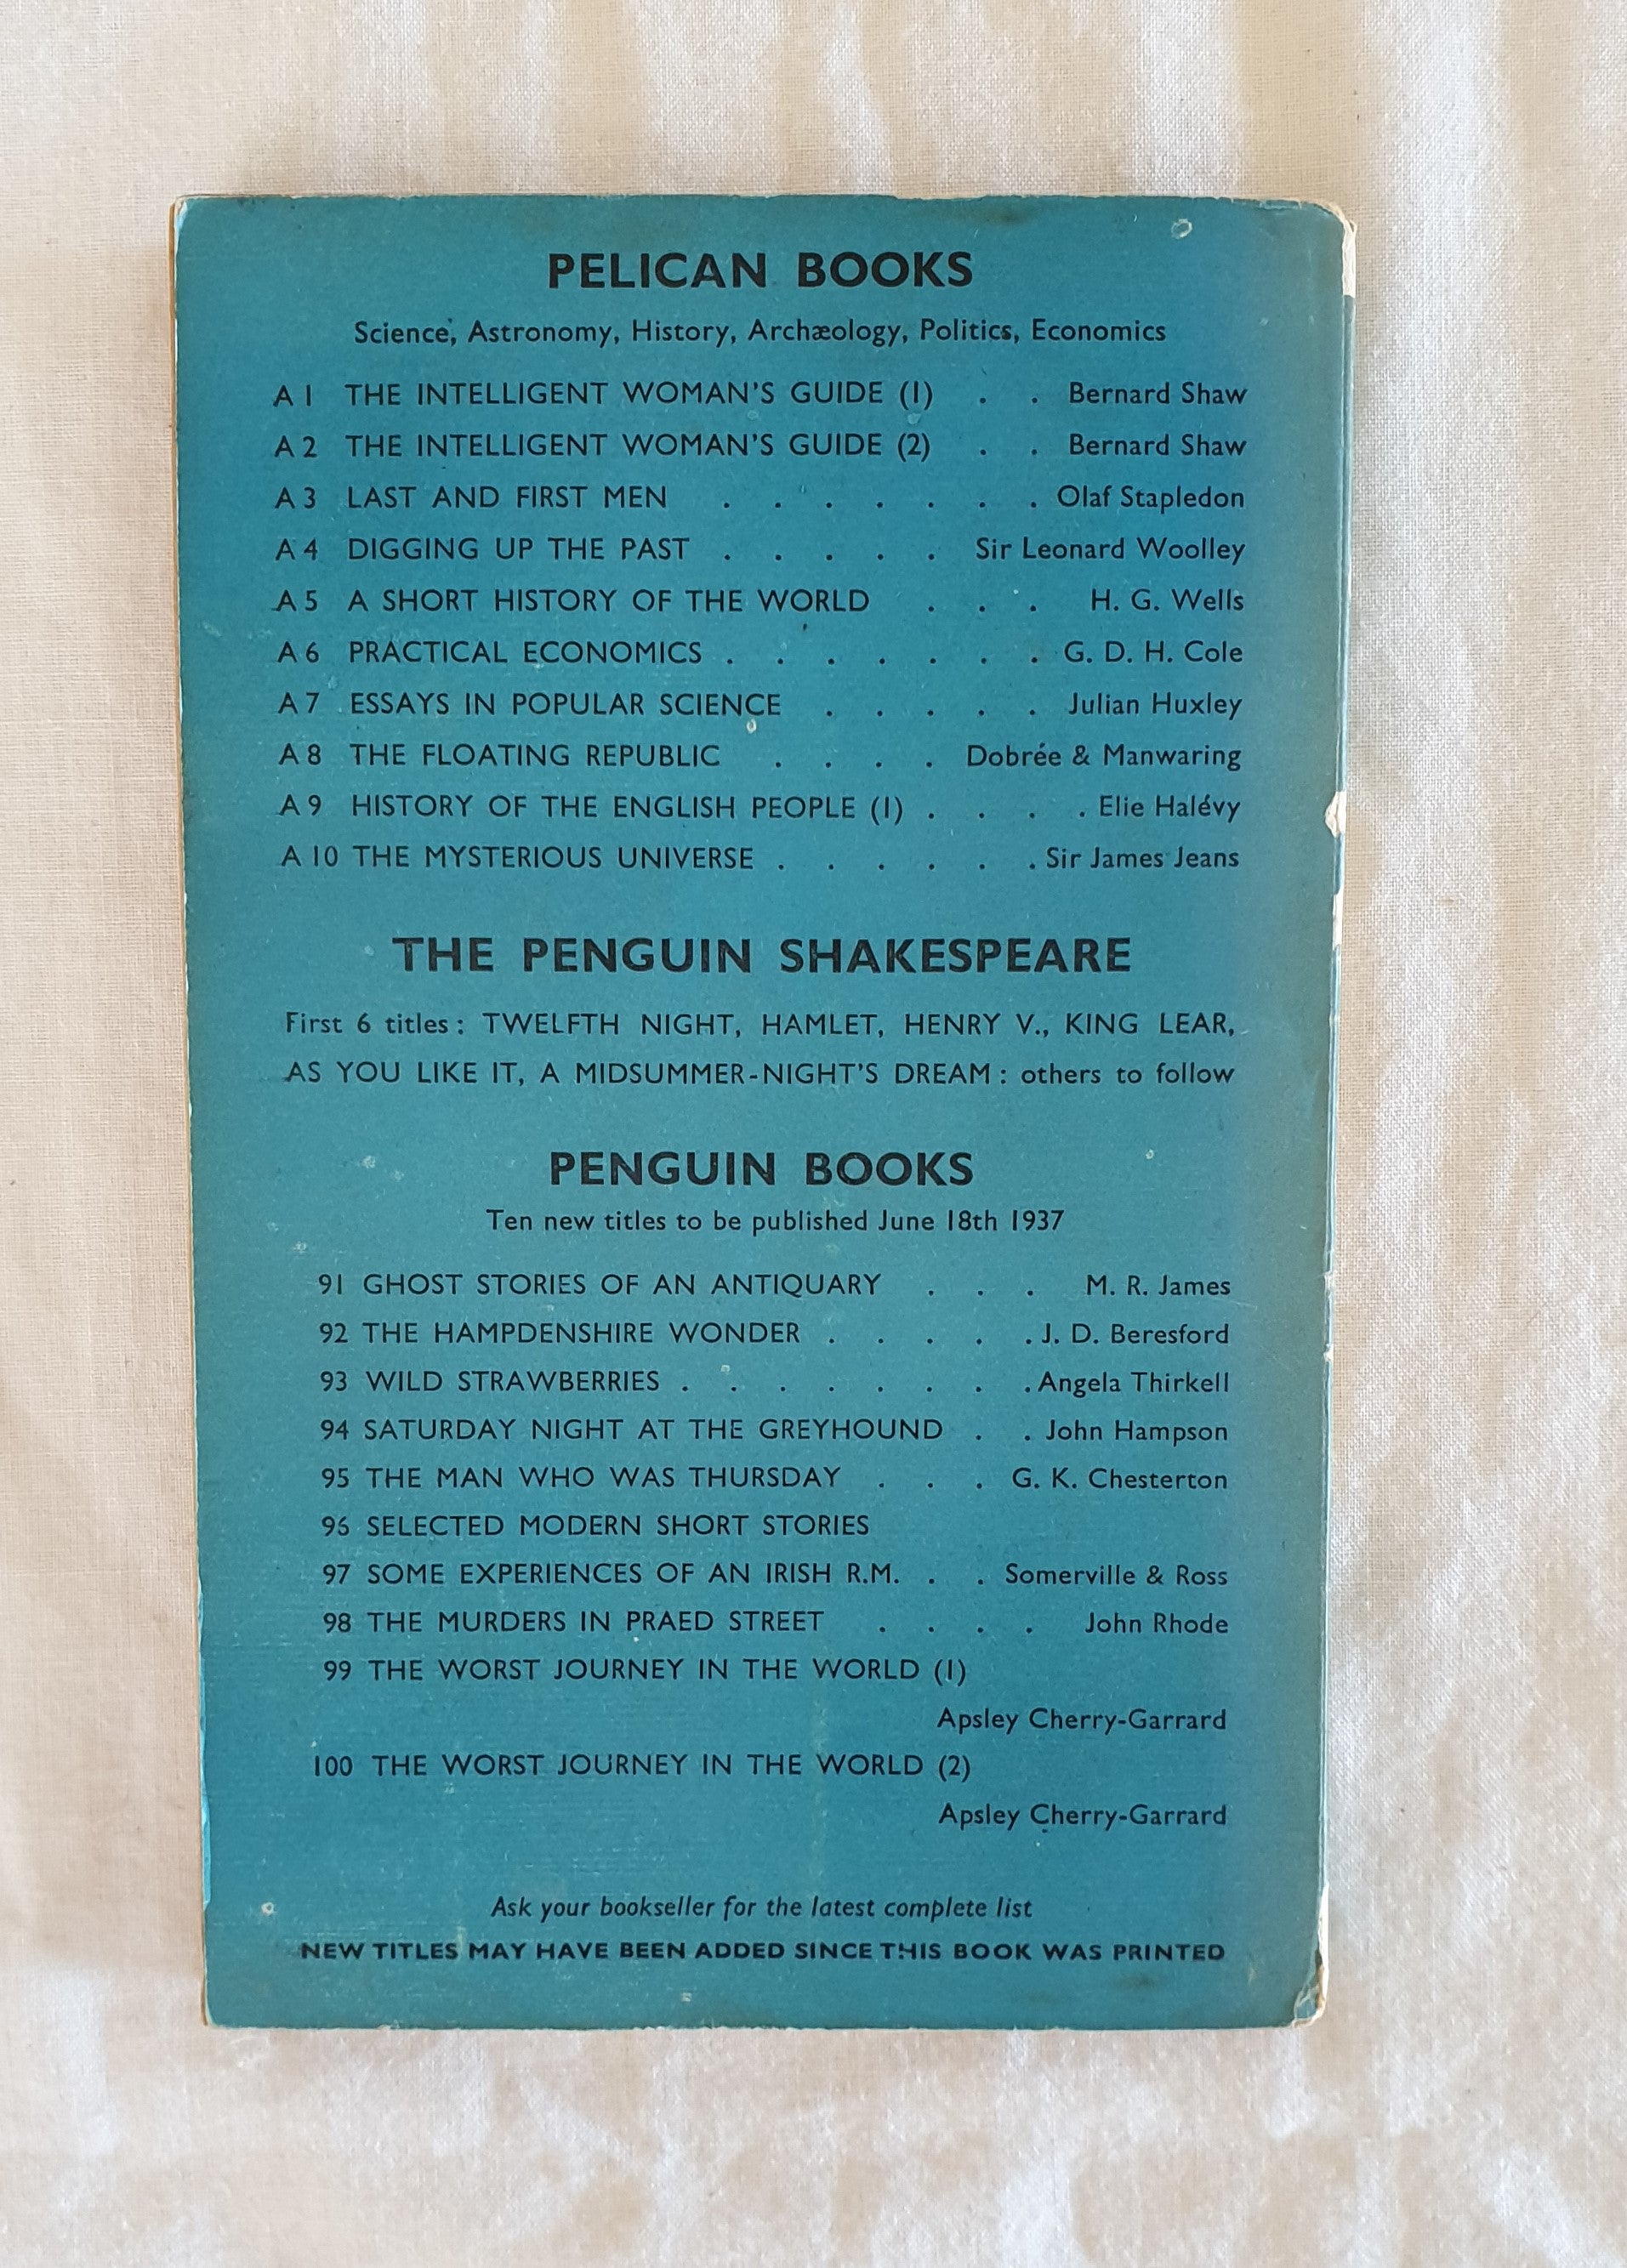 PELICAN BOOKS
Science, Astronomy, History, Archæology, Politics, Economics
A 1 THE INTELLIGENT WOMAN'S GUIDE (1) . . Bernard Shaw
A 2 THE INTELLIGENT WOMAN'S GUIDE (2) . . Bernard Shaw
A 3 LAST AND FIRST MEN . . . . . . . Olaf Stapledon
A 4 DIGGING UP THE PAST . . . . . Sir Leonard Woolley
A 5 A SHORT HISTORY OF THE WORLD . . . H. G. Wells
A 6 PRACTICAL ECONOMICS . . . . . . . G. D. H. Cole
A 7 ESSAYS IN POPULAR SCIENCE . . . . . Julian Huxley
A 8 THE FLOATING REPUBLIC . . . . Dobrée & Manwaring
A 9 HISTORY OF THE ENGLISH PEOPLE (1) . . . . Elie Halévy
A 10 THE MYSTERIOUS UNIVERSE . . . . . . Sir James Jeans
THE PENGUIN SHAKESPEARE
First 6 titles: TWELFTH NIGHT, HAMLET, HENRY V., KING LEAR,
AS YOU LIKE IT, A MIDSUMMER-NIGHT'S DREAM: others to follow
PENGUIN BOOKS
Ten new titles to be published June 18th 1937
91 GHOST STORIES OF AN ANTIQUARY . . . M. R. James
92 THE HAMPDENSHIRE WONDER . . . . . J. D. Beresford
93 WILD STRAWBERRIES . . . . . . . . Angela Thirkell
94 SATURDAY NIGHT AT THE GREYHOUND . . John Hampson
95 THE MAN WHO WAS THURSDAY . . . G. K. Chesterton
96 SELECTED MODERN SHORT STORIES
97 SOME EXPERIENCES OF AN IRISH R.M. . . Somerville & Ross
98 THE MURDERS IN PRAED STREET . . . . John Rhode
99 THE WORST JOURNEY IN THE WORLD (1)
Apsley Cherry-Garrard
100 THE WORST JOURNEY IN THE WORLD (2)
Apsley Cherry-Garrard
Ask your bookseller for the latest complete list
NEW TITLES MAY HAVE BEEN ADDED SINCE THIS BOOK WAS PRINTED